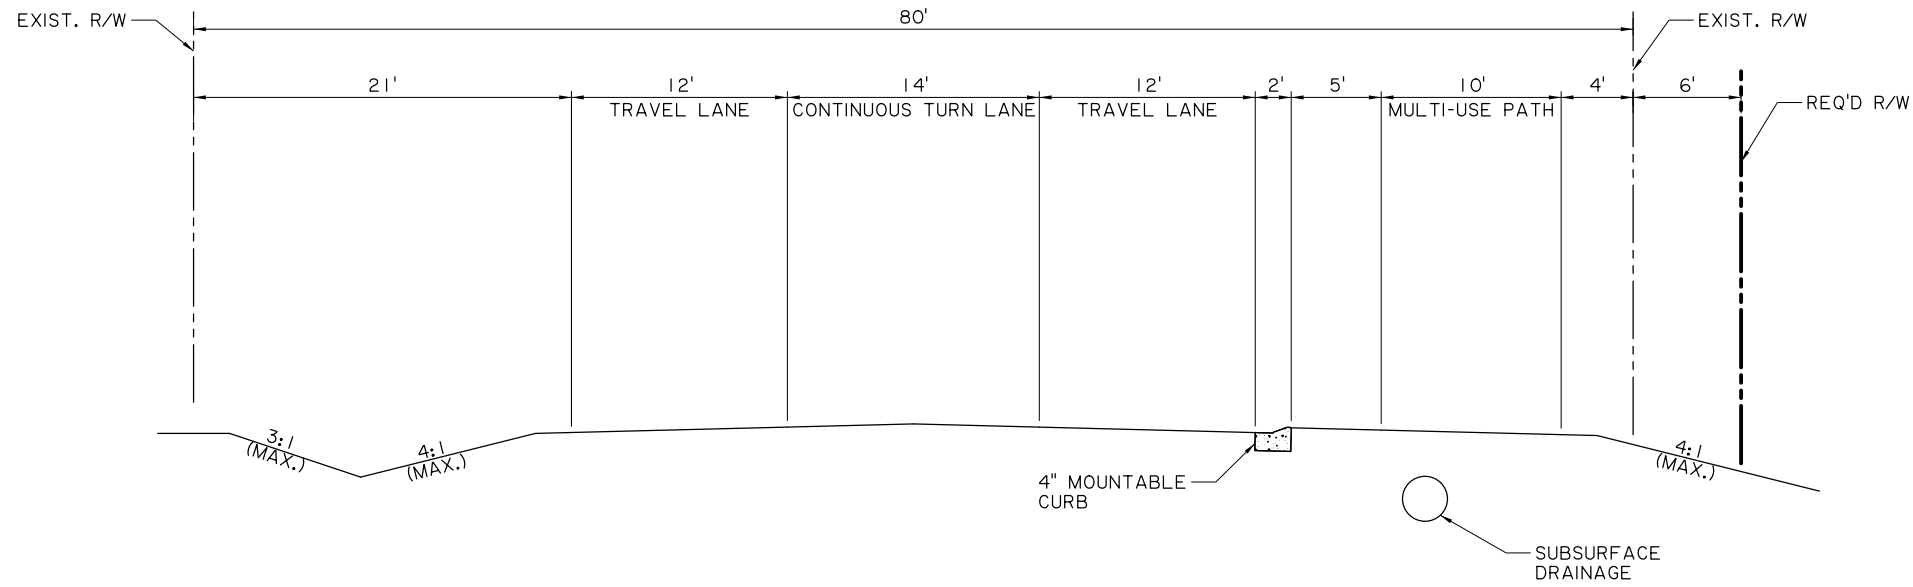 EXIST. R/W
80'
EXIST. R/W
21'
12'
14'
12'
2'
5'
10'
4'
6'
TRAVEL LANE
CONTINUOUS TURN LANE
TRAVEL LANE
MULTI-USE PATH
REQ'D R/W
3:1
(MAX.)
4:1
(MAX.)
4:1
(MAX.)
4" MOUNTABLE
CURB
SUBSURFACE
DRAINAGE